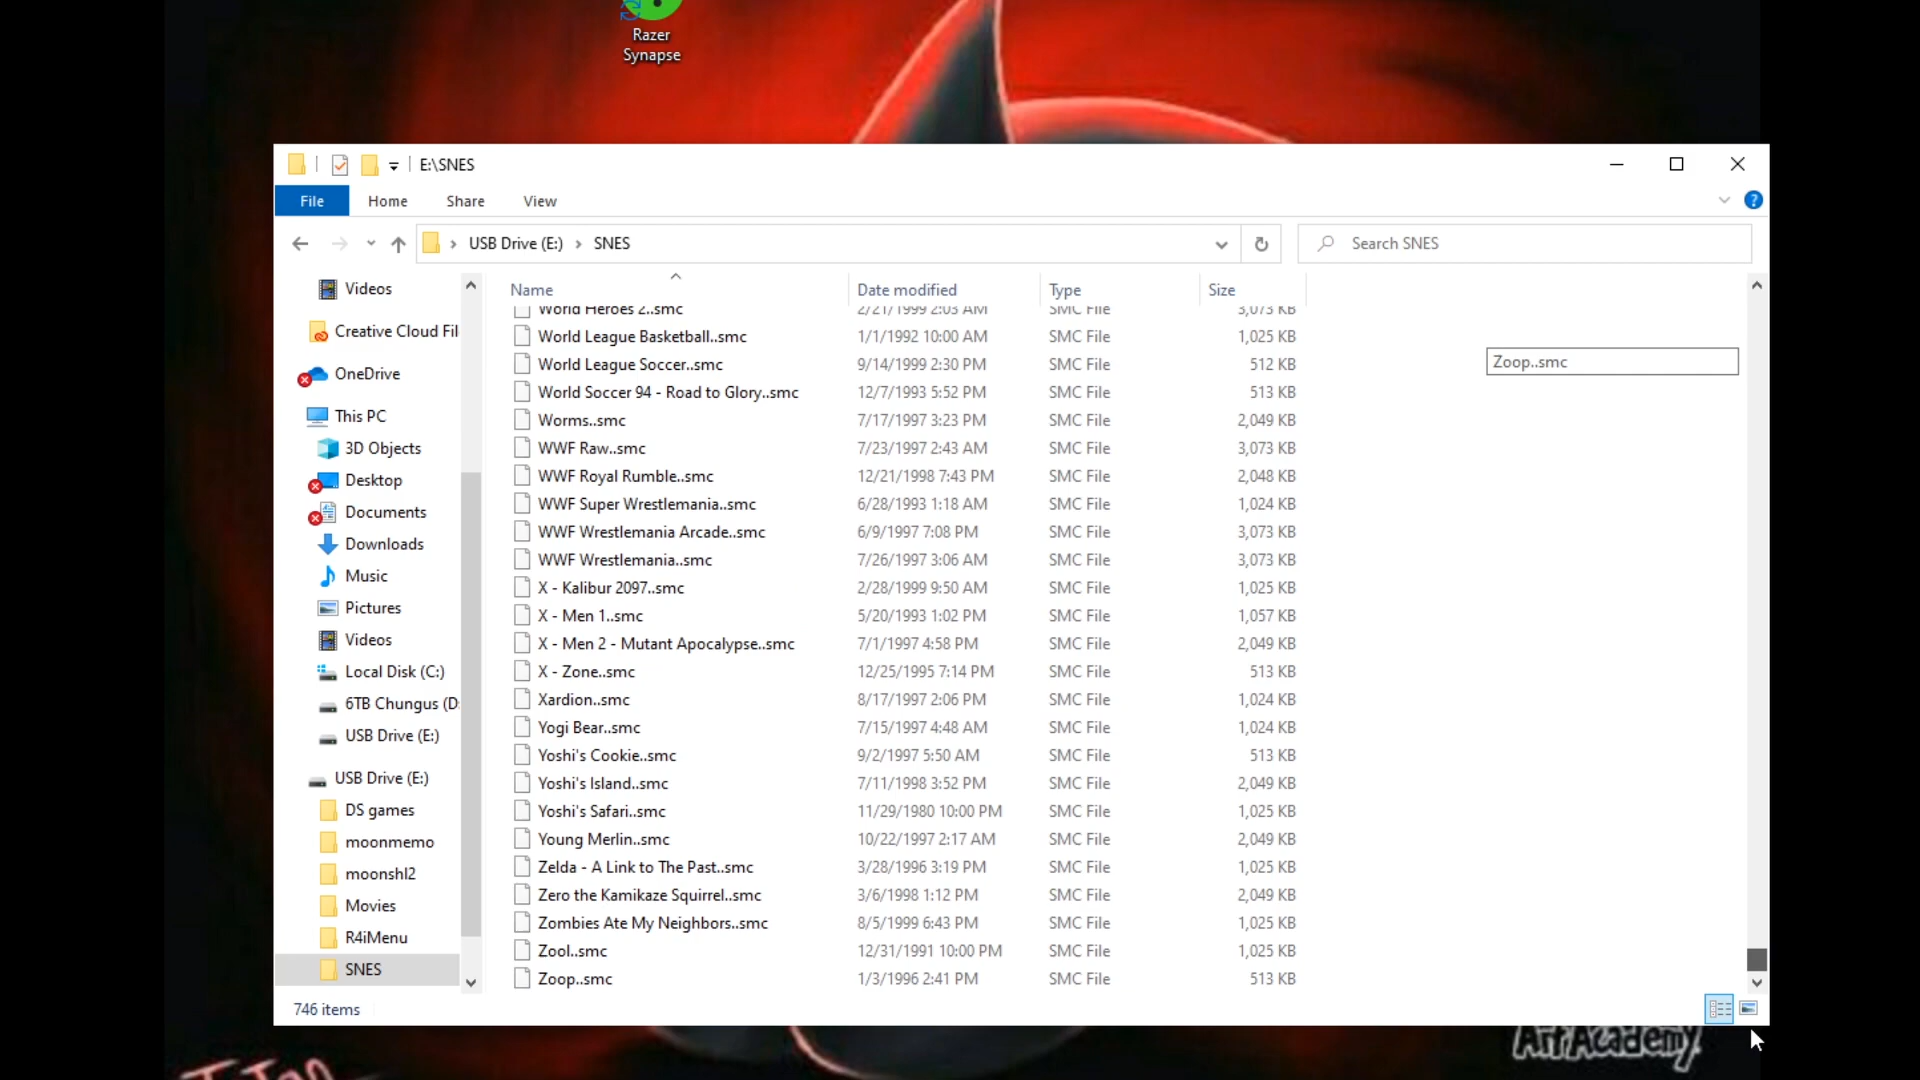 Razer
Synapse
E:\SNES
File Home Share View
USB Drive (E:) > SNES
Search SNES
Name Date modified Type Size
World Heroes 2..smc 2/21/1999 2:03 AM SMC File 3,073 KB
World League Basketball..smc 1/1/1992 10:00 AM SMC File 1,025 KB
World League Soccer..smc 9/14/1999 2:30 PM SMC File 512 KB
World Soccer 94 - Road to Glory..smc 12/7/1993 5:52 PM SMC File 513 KB
Worms..smc 7/17/1997 3:23 PM SMC File 2,049 KB
WWF Raw..smc 7/23/1997 2:43 AM SMC File 3,073 KB
WWF Royal Rumble..smc 12/21/1998 7:43 PM SMC File 2,048 KB
WWF Super Wrestlemania..smc 6/28/1993 1:18 AM SMC File 1,024 KB
WWF Wrestlemania Arcade..smc 6/9/1997 7:08 PM SMC File 3,073 KB
WWF Wrestlemania..smc 7/26/1997 3:06 AM SMC File 3,073 KB
X - Kalibur 2097..smc 2/28/1999 9:50 AM SMC File 1,025 KB
X - Men 1..smc 5/20/1993 1:02 PM SMC File 1,057 KB
X - Men 2 - Mutant Apocalypse..smc 7/1/1997 4:58 PM SMC File 2,049 KB
X - Zone..smc 12/25/1995 7:14 PM SMC File 513 KB
Xardion..smc 8/17/1997 2:06 PM SMC File 1,024 KB
Yogi Bear..smc 7/15/1997 4:48 AM SMC File 1,024 KB
Yoshi's Cookie..smc 9/2/1997 5:50 AM SMC File 513 KB
Yoshi's Island..smc 7/11/1998 3:52 PM SMC File 2,049 KB
Yoshi's Safari..smc 11/29/1980 10:00 PM SMC File 1,025 KB
Young Merlin..smc 10/22/1997 2:17 AM SMC File 2,049 KB
Zelda - A Link to The Past..smc 3/28/1996 3:19 PM SMC File 1,025 KB
Zero the Kamikaze Squirrel..smc 3/6/1998 1:12 PM SMC File 2,049 KB
Zombies Ate My Neighbors..smc 8/5/1999 6:43 PM SMC File 1,025 KB
Zool..smc 12/31/1991 10:00 PM SMC File 1,025 KB
Zoop..smc 1/3/1996 2:41 PM SMC File 513 KB
Zoop..smc
Videos
Creative Cloud Fil
OneDrive
This PC
3D Objects
Desktop
Documents
Downloads
Music
Pictures
Videos
Local Disk (C:)
6TB Chungus (D:
USB Drive (E:)
USB Drive (E:)
DS games
moonmemo
moonshl2
Movies
R4iMenu
SNES
746 items
Art Academy